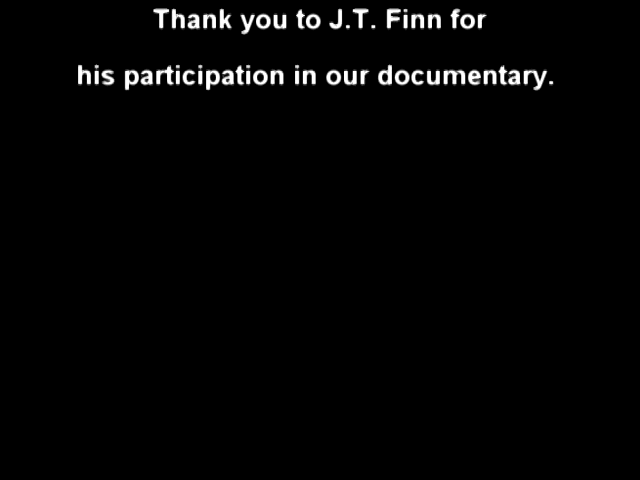 Thank you to J.T. Finn for
his participation in our documentary.